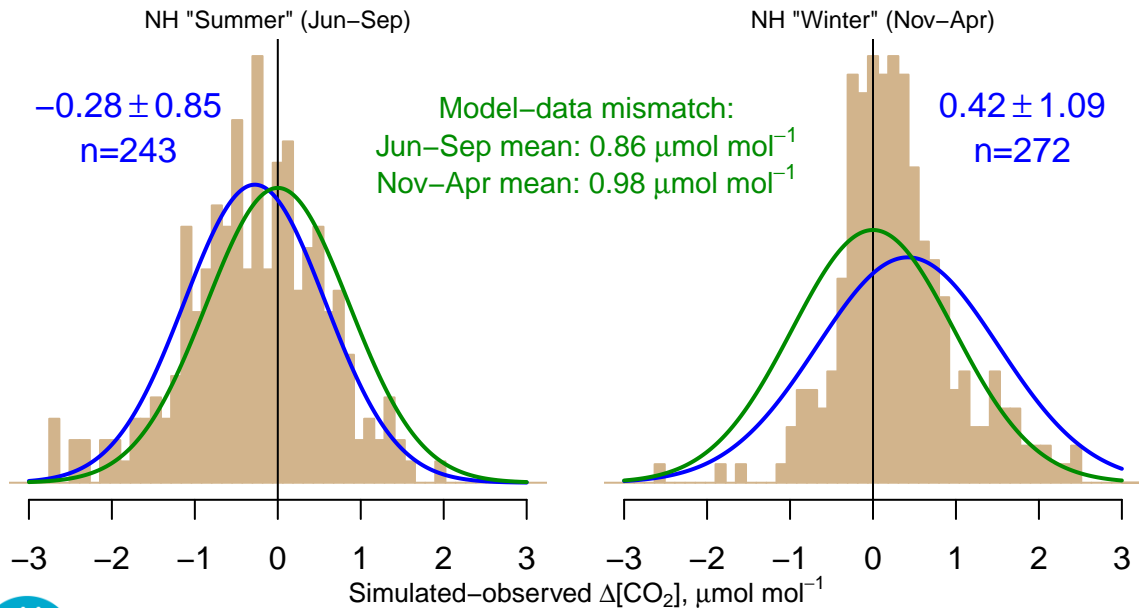 NH "Summer" (Jun−Sep)
NH "Winter" (Nov−Apr)
−0.28 ± 0.85
n=243
Model−data mismatch:
Jun−Sep mean: 0.86 μmol mol⁻¹
Nov−Apr mean: 0.98 μmol mol⁻¹
0.42 ± 1.09
n=272
−3 −2 −1 0 1 2 3
−3 −2 −1 0 1 2 3
Simulated−observed Δ[CO₂], μmol mol⁻¹